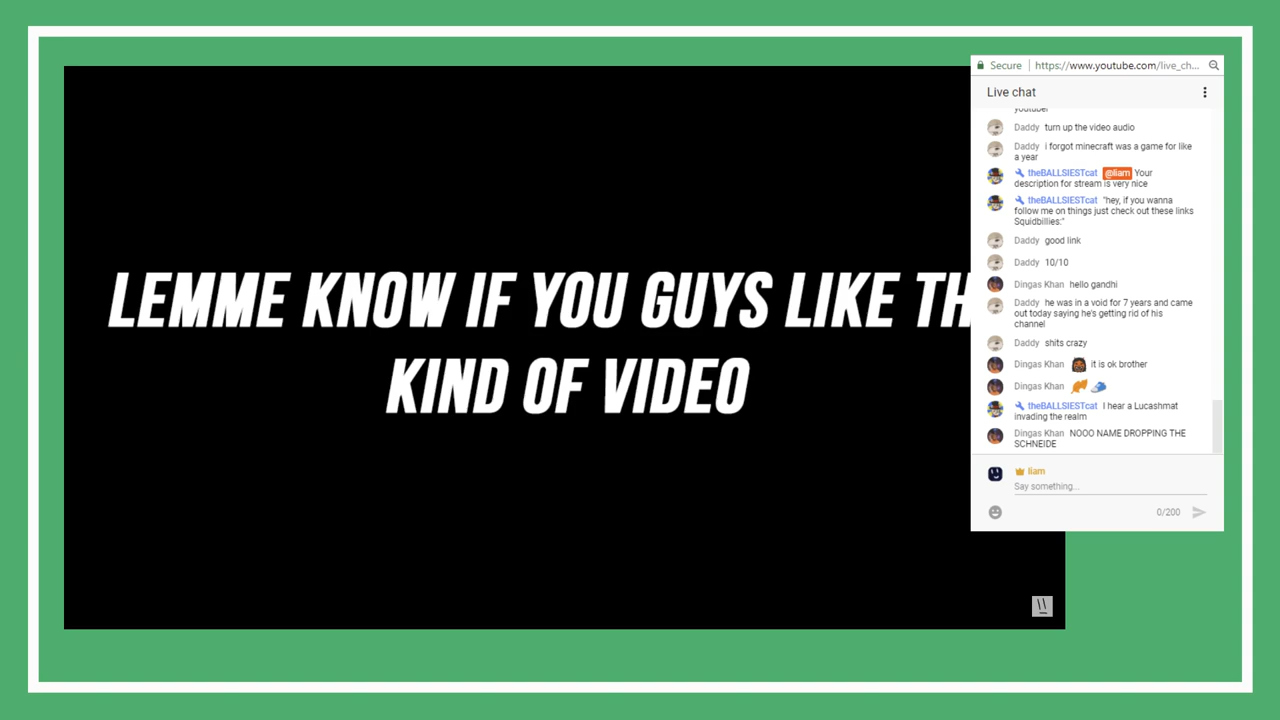 LEMME KNOW IF YOU GUYS LIKE TH
KIND OF VIDEO
Secure https://www.youtube.com/live_ch...
Live chat
Daddy turn up the video audio
Daddy i forgot minecraft was a game for like
a year
theBALLSIESTcat @liam Your
description for stream is very nice
theBALLSIESTcat "hey, if you wanna
follow me on things just check out these links
Squidbillies:"
Daddy good link
Daddy 10/10
Dingas Khan hello gandhi
Daddy he was in a void for 7 years and came
out today saying he's getting rid of his
channel
Daddy shits crazy
Dingas Khan it is ok brother
Dingas Khan
theBALLSIESTcat I hear a Lucashmat
invading the realm
Dingas Khan NOOO NAME DROPPING THE
SCHNEIDE
liam
Say something...
0/200